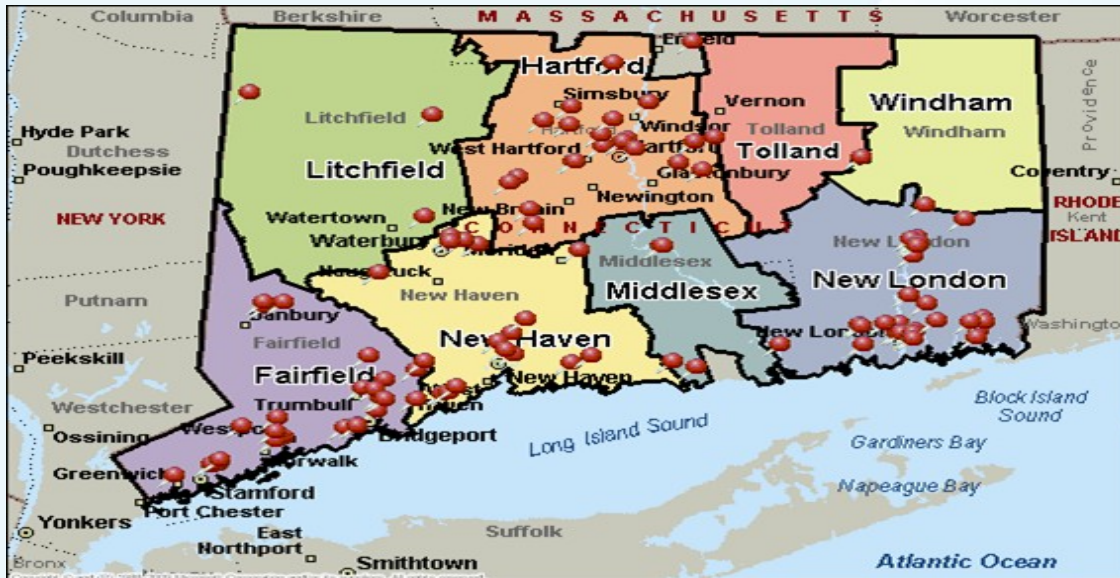 Columbia
Berkshire
MASSACHUSETTS
Worcester
Hartford
Simsbury
Vernon
Windham
Windham
Providence
Hyde Park
Dutchess
Poughkeepsie
Litchfield
Litchfield
Windsor
Tolland
Tolland
West Hartford
Coventry
Newington
NEW YORK
RHODE
Kent
ISLAND
Watertown
New Britain
CONNECTICUT
Waterbury
Middlesex
Middlesex
New London
New London
New Haven
New Haven
New Haven
Putnam
Danbury
Fairfield
Fairfield
Washington
Peekskill
Westchester
Trumbull
Ossining
Bridgeport
Long Island Sound
Block Island
Sound
Gardiners Bay
Napeague Bay
Greenwich
Norwalk
Stamford
Port Chester
Yonkers
East
Northport
Suffolk
Smithtown
Bronx
Atlantic Ocean